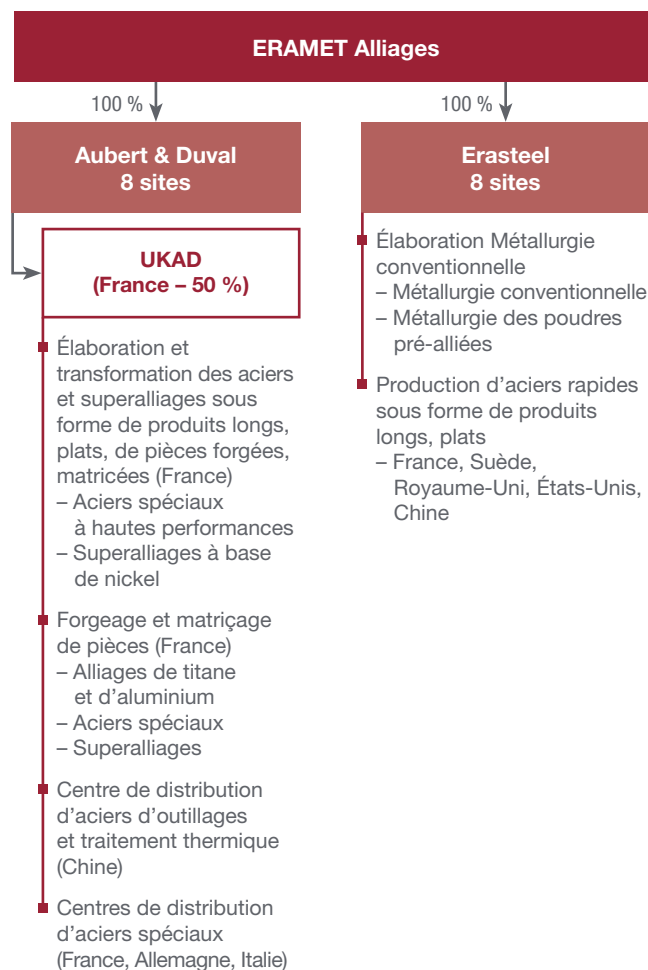 ERAMET Alliages
100 %
100 %
Aubert & Duval
8 sites
UKAD
(France – 50 %)
Élaboration et
transformation des aciers
et superalliages sous
forme de produits longs,
plats, de pièces forgées,
matricées (France)
– Aciers spéciaux
à hautes performances
– Superalliages à base
de nickel
Forgeage et matriçage
de pièces (France)
– Alliages de titane
et d’aluminium
– Aciers spéciaux
– Superalliages
Centre de distribution
d’aciers d’outillages
et traitement thermique
(Chine)
Centres de distribution
d’aciers spéciaux
(France, Allemagne, Italie)
Erasteel
8 sites
Élaboration Métallurgie
conventionnelle
– Métallurgie conventionnelle
– Métallurgie des poudres
pré-alliées
Production d’aciers rapides
sous forme de produits
longs, plats
– France, Suède,
Royaume-Uni, États-Unis,
Chine